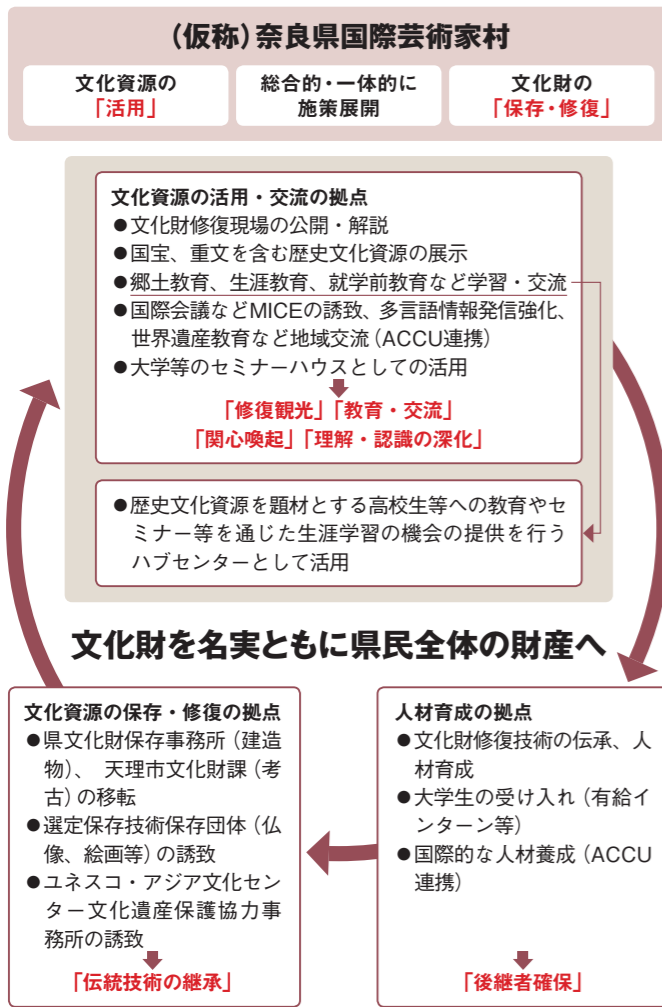 (仮称)奈良県国際芸術家村
文化資源の
「活用」
総合的・一体的に
施策展開
文化財の
「保存・修復」
文化資源の活用・交流の拠点
●文化財修復現場の公開・解説
●国宝、重文を含む歴史文化資源の展示
●郷土教育、生涯教育、就学前教育など学習・交流
●国際会議などMICEの誘致、多言語情報発信強化、
世界遺産教育など地域交流(ACCU連携)
●大学等のセミナーハウスとしての活用
「修復観光」「教育・交流」
「関心喚起」「理解・認識の深化」
●歴史文化資源を題材とする高校生等への教育やセ
ミナー等を通じた生涯学習の機会の提供を行う
ハブセンターとして活用
文化財を名実ともに県民全体の財産へ
文化資源の保存・修復の拠点
●県文化財保存事務所(建造
物)、 天理市文化財課(考
古)の移転
●選定保存技術保存団体(仏
像、絵画等)の誘致
●ユネスコ・アジア文化セン
ター文化遺産保護協力事
務所の誘致
「伝統技術の継承」
人材育成の拠点
●文化財修復技術の伝承、人
材育成
●大学生の受け入れ(有給イ
ンターン等)
●国際的な人材養成(ACCU
連携)
「後継者確保」